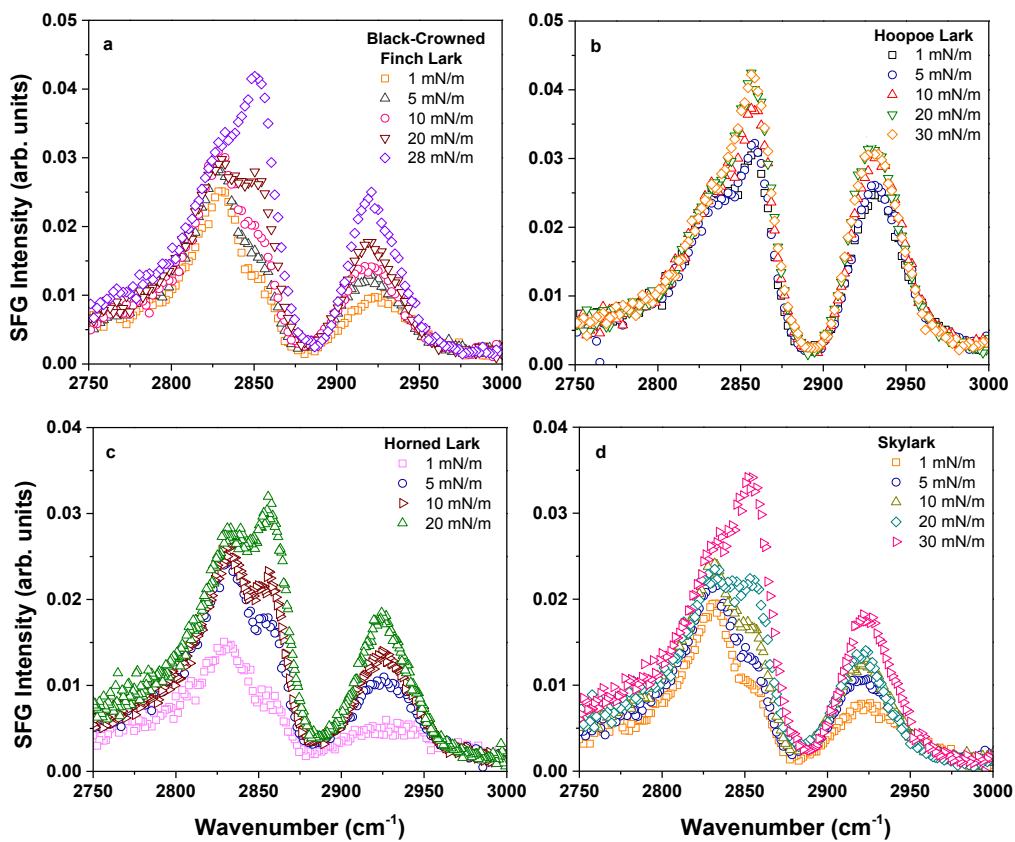 a
Black-Crowned
Finch Lark
1 mN/m
5 mN/m
10 mN/m
20 mN/m
28 mN/m
0.05
0.04
0.03
0.02
0.01
0.00
2750 2800 2850 2900 2950 3000
SFG Intensity (arb. units)
b
Hoopoe Lark
1 mN/m
5 mN/m
10 mN/m
20 mN/m
30 mN/m
0.05
0.04
0.03
0.02
0.01
0.00
2750 2800 2850 2900 2950 3000
c
Horned Lark
1 mN/m
5 mN/m
10 mN/m
20 mN/m
0.04
0.03
0.02
0.01
0.00
2750 2800 2850 2900 2950 3000
SFG Intensity (arb. units)
Wavenumber (cm-1)
d
Skylark
1 mN/m
5 mN/m
10 mN/m
20 mN/m
30 mN/m
0.04
0.03
0.02
0.01
0.00
2750 2800 2850 2900 2950 3000
Wavenumber (cm-1)